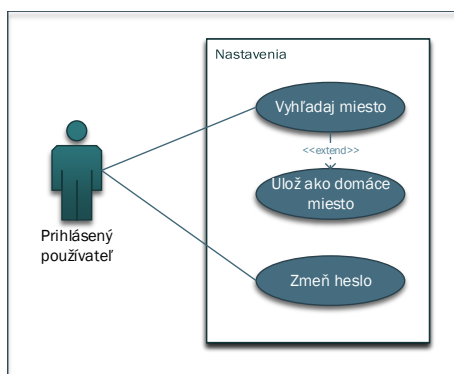 Nastavenia
Vyhľadaj miesto
<<extend>>
Ulož ako domáce
miesto
Prihlásený
používateľ
Zmeň heslo